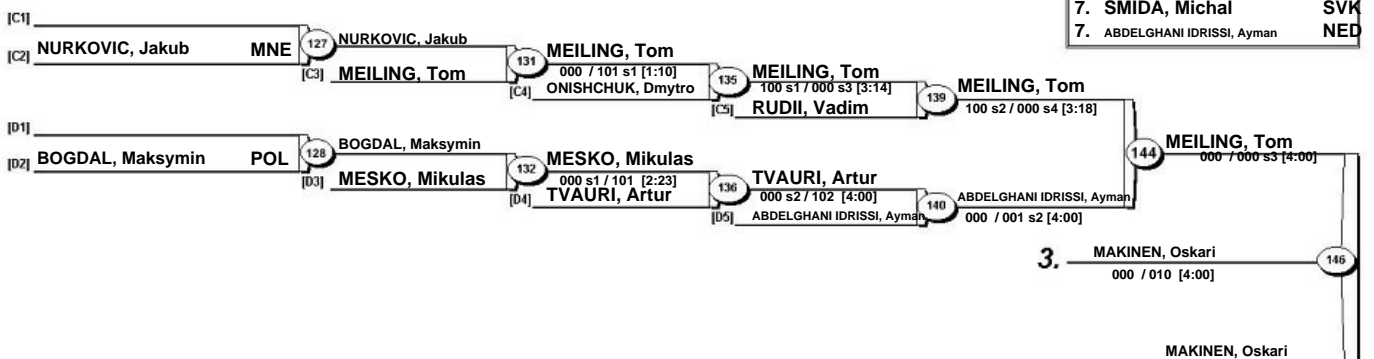 7. SMIDA, Michal SVK
7. ABDELGHANI IDRISSI, Ayman NED
[C1]
[C2] NURKOVIC, Jakub MNE
127
NURKOVIC, Jakub
[C3] MEILING, Tom
131
MEILING, Tom
000 / 101 s1 [1:10]
[C4] ONISHCHUK, Dmytro
135
MEILING, Tom
100 s1 / 000 s3 [3:14]
[C5] RUDII, Vadim
139
MEILING, Tom
100 s2 / 000 s4 [3:18]
[D1]
[D2] BOGDAL, Maksymin POL
128
BOGDAL, Maksymin
[D3] MESKO, Mikulas
132
MESKO, Mikulas
000 s1 / 101 [2:23]
[D4] TVAURI, Artur
136
TVAURI, Artur
000 s2 / 102 [4:00]
[D5] ABDELGHANI IDRISSI, Ayman
140
ABDELGHANI IDRISSI, Ayman
000 / 001 s2 [4:00]
144
MEILING, Tom
000 / 000 s3 [4:00]
3. MAKINEN, Oskari
000 / 010 [4:00]
146
MAKINEN, Oskari